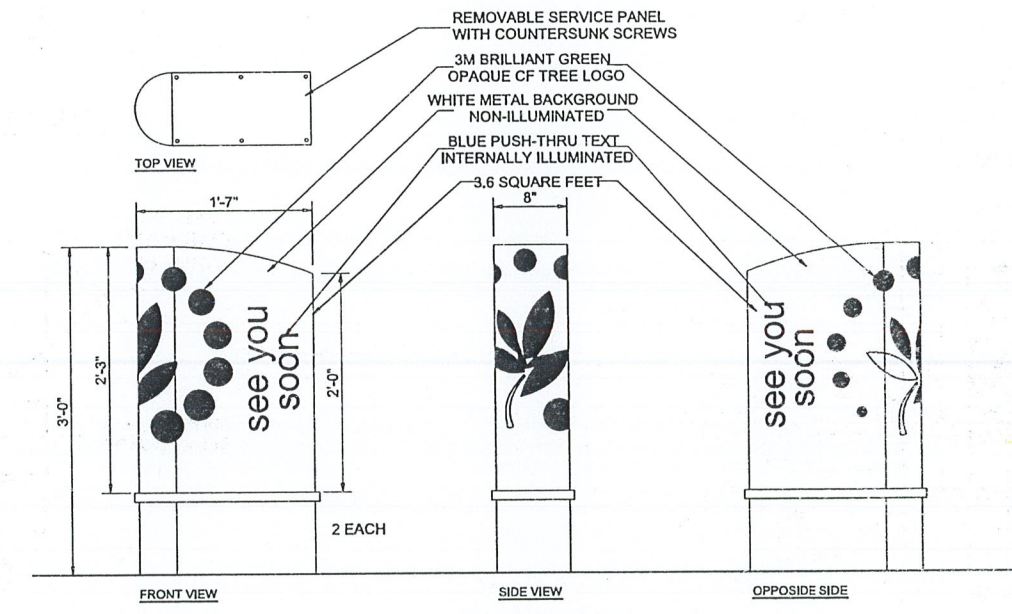 REMOVABLE SERVICE PANEL
WITH COUNTERSUNK SCREWS
3M BRILLIANT GREEN
OPAQUE CF TREE LOGO
WHITE METAL BACKGROUND
NON-ILLUMINATED
BLUE PUSH-THRU TEXT
INTERNALLY ILLUMINATED
3.6 SQUARE FEET
TOP VIEW
1'-7"
8"
3'-0"
2'-3"
see you
soon
2'-0"
see you
soon
2 EACH
FRONT VIEW
SIDE VIEW
OPPOSIDE SIDE